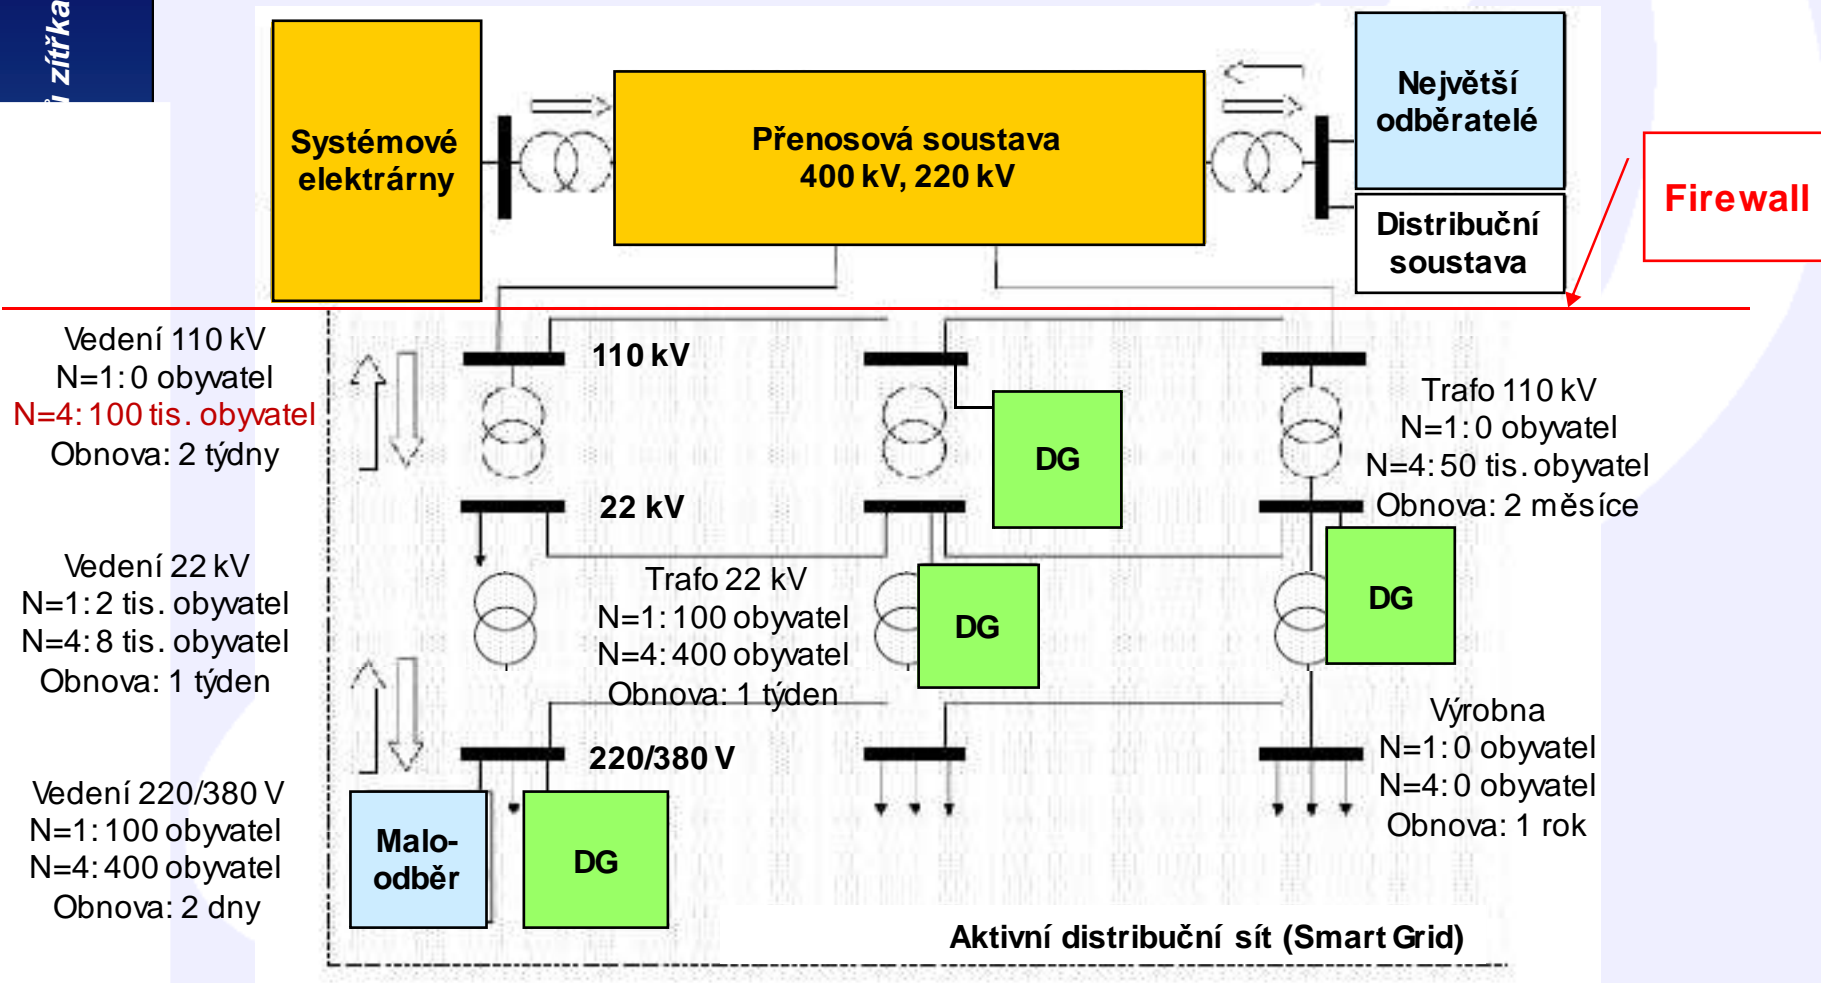 zítřka
Systémové
elektrárny
Přenosová soustava
400 kV, 220 kV
Největší
odběratelé
Distribuční
soustava
Firewall
Vedení 110 kV
N=1: 0 obyvatel
N=4: 100 tis. obyvatel
Obnova: 2 týdny
110 kV
DG
Trafo 110 kV
N=1: 0 obyvatel
N=4: 50 tis. obyvatel
Obnova: 2 měsíce
22 kV
Vedení 22 kV
N=1: 2 tis. obyvatel
N=4: 8 tis. obyvatel
Obnova: 1 týden
Trafo 22 kV
N=1: 100 obyvatel
N=4: 400 obyvatel
Obnova: 1 týden
DG
DG
220/380 V
Výrobna
N=1: 0 obyvatel
N=4: 0 obyvatel
Obnova: 1 rok
Vedení 220/380 V
N=1: 100 obyvatel
N=4: 400 obyvatel
Obnova: 2 dny
Malo-
odběr
DG
Aktivní distribuční sít (Smart Grid)